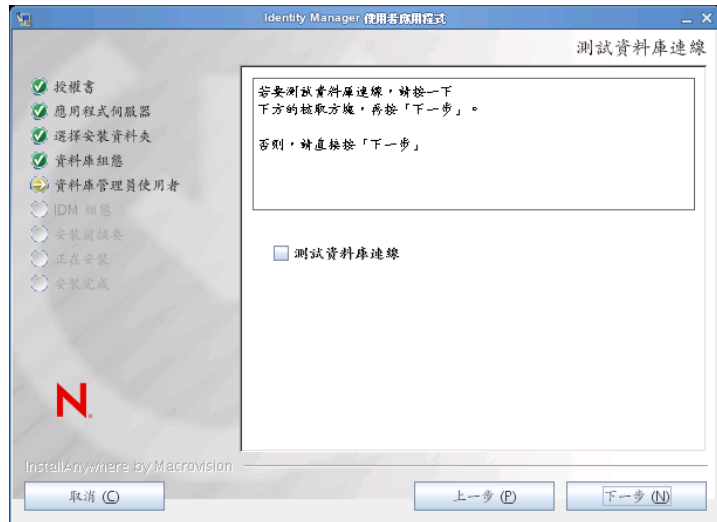 Identity Manager 使用者應用程式
測試資料庫連線
授權書
應用程式伺服器
選擇安裝資料夾
資料庫組態
資料庫管理員使用者
IDM 組態
安裝前摘要
正在安裝
安裝完成
若要測試資料庫連線，請按一下
下方的核取方塊，再按「下一步」。
否則，請直接按「下一步」
測試資料庫連線
N.
InstallAnywhere by Macrovision
取消 (C)
上一步 (P)
下一步 (N)